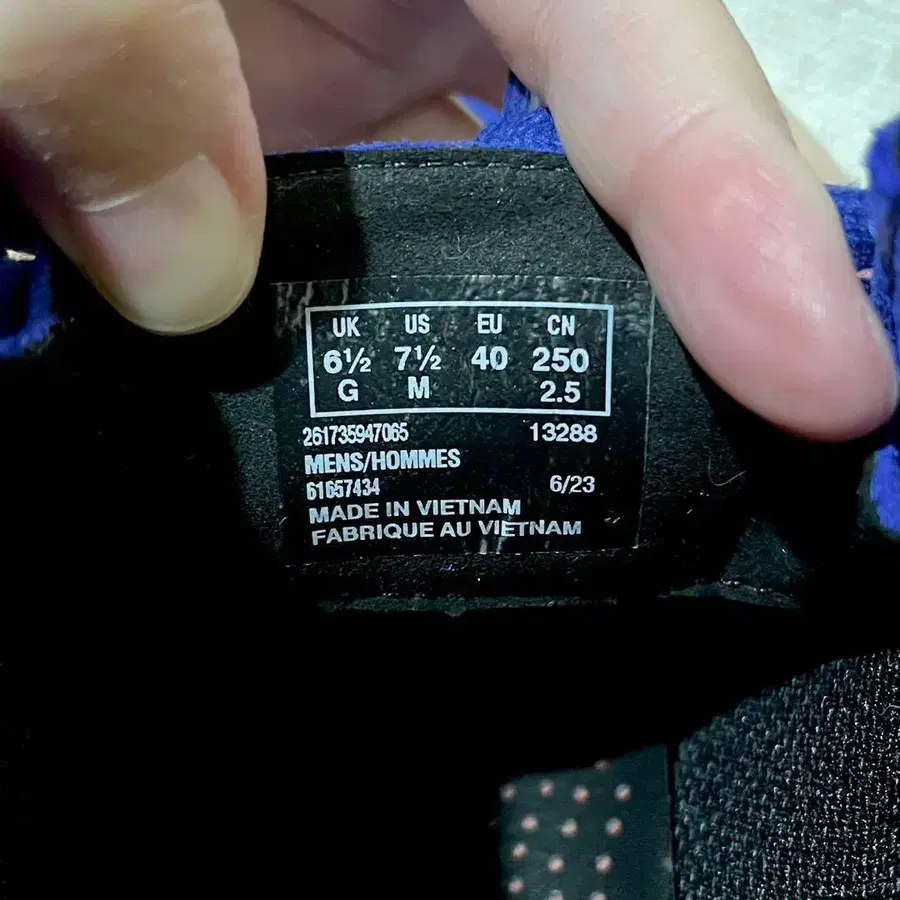 UK US EU CN
6½ 7½ 40 250
G M 2.5
261735947065 13288
MENS/HOMMES
61657434 6/23
MADE IN VIETNAM
FABRIQUE AU VIETNAM